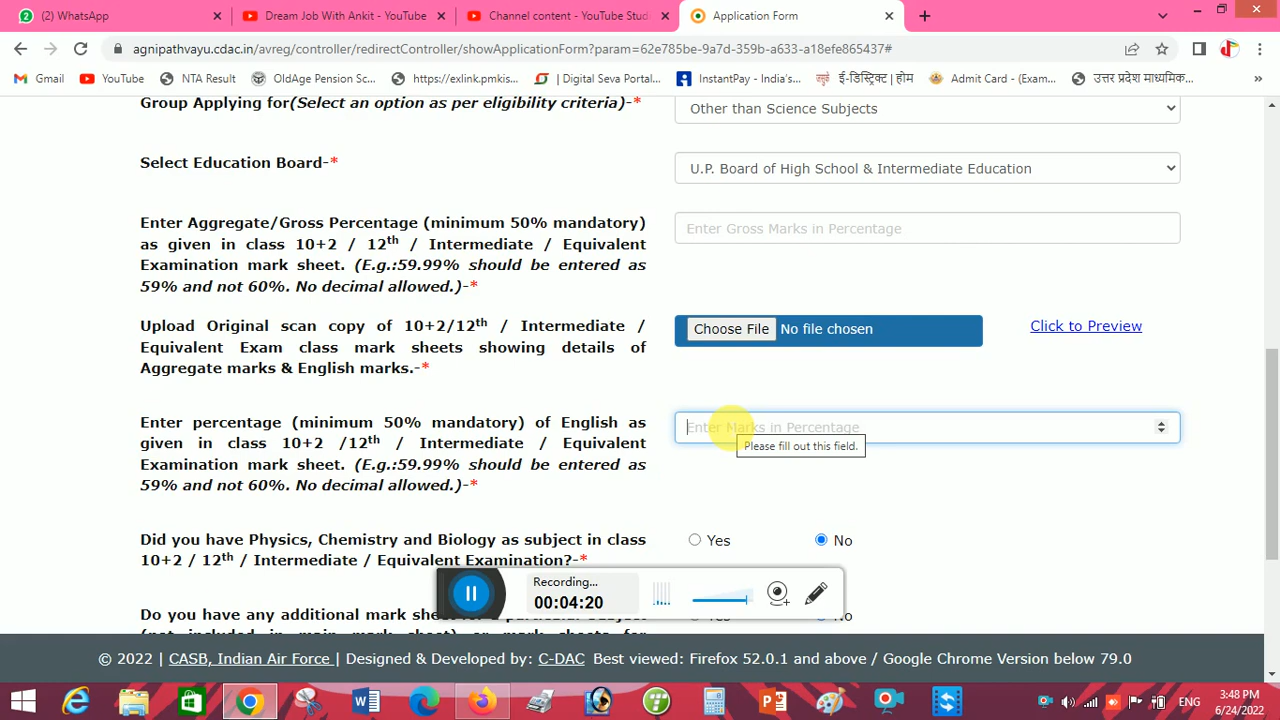 (2) WhatsApp
Dream Job With Ankit - YouTube
Channel content - YouTube Stud
Application Form
agnipathvayu.cdac.in/avreg/controller/redirectController/showApplicationForm?param=62e785be-9a7d-359b-a633-a18efe865437#
Gmail
YouTube
NTA Result
OldAge Pension Sc...
https://exlink.pmkis...
| Digital Seva Portal...
InstantPay - India's...
ई-डिस्ट्रिक्ट | होम
Admit Card - (Exam...
उत्तर प्रदेश माध्यमिक...
»
Group Applying for(Select an option as per eligibility criteria)-*
Other than Science Subjects
Select Education Board-*
U.P. Board of High School & Intermediate Education
Enter Aggregate/Gross Percentage (minimum 50% mandatory)
as given in class 10+2 / 12th / Intermediate / Equivalent
Examination mark sheet. (E.g.:59.99% should be entered as
59% and not 60%. No decimal allowed.)-*
Enter Gross Marks in Percentage
Upload Original scan copy of 10+2/12th / Intermediate /
Equivalent Exam class mark sheets showing details of
Aggregate marks & English marks.-*
Choose File No file chosen
Click to Preview
Enter percentage (minimum 50% mandatory) of English as
given in class 10+2 /12th / Intermediate / Equivalent
Examination mark sheet. (E.g.:59.99% should be entered as
59% and not 60%. No decimal allowed.)-*
Enter Marks in Percentage
Please fill out this field.
Did you have Physics, Chemistry and Biology as subject in class
10+2 / 12th / Intermediate / Equivalent Examination?-*
Yes
No
Recording...
00:04:20
Do you have any additional mark sheet
No
© 2022 | CASB, Indian Air Force | Designed & Developed by: C-DAC Best viewed: Firefox 52.0.1 and above / Google Chrome Version below 79.0
ENG
3:48 PM
6/24/2022